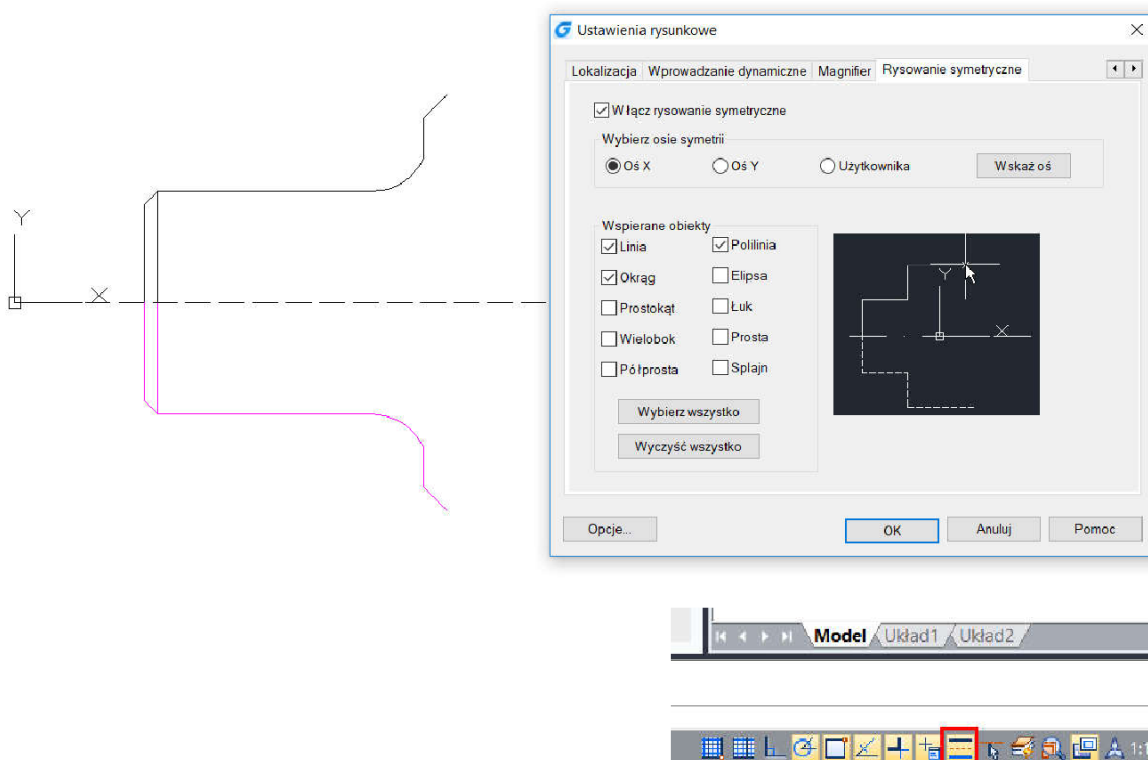 Ustawienia rysunkowe
Lokalizacja Wprowadzanie dynamiczne Magnifier Rysowanie symetryczne
Włącz rysowanie symetryczne
Wybierz osie symetrii
Oś X Oś Y Użytkownika Wskaż oś
Wspierane obiekty
Linia Polilinia
Okrąg Elipsa
Prostokąt Łuk
Wielobok Prosta
Półprosta Splajn
Wybierz wszystko
Wyczyść wszystko
Y
X
Y
X
Opcje... OK Anuluj Pomoc
Model Układ1 Układ2